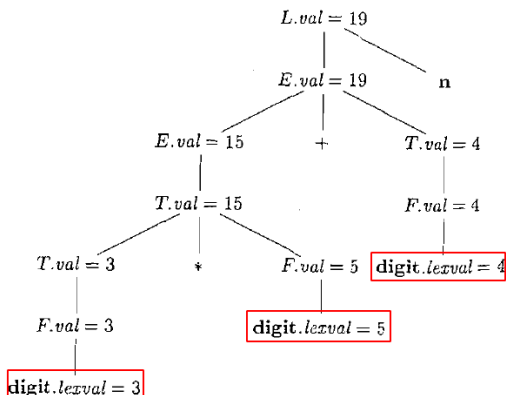 L.val = 19
E.val = 19 n
E.val = 15 + T.val = 4
T.val = 15 F.val = 4
T.val = 3 * F.val = 5 digit.lexval = 4
F.val = 3 digit.lexval = 5
digit.lexval = 3